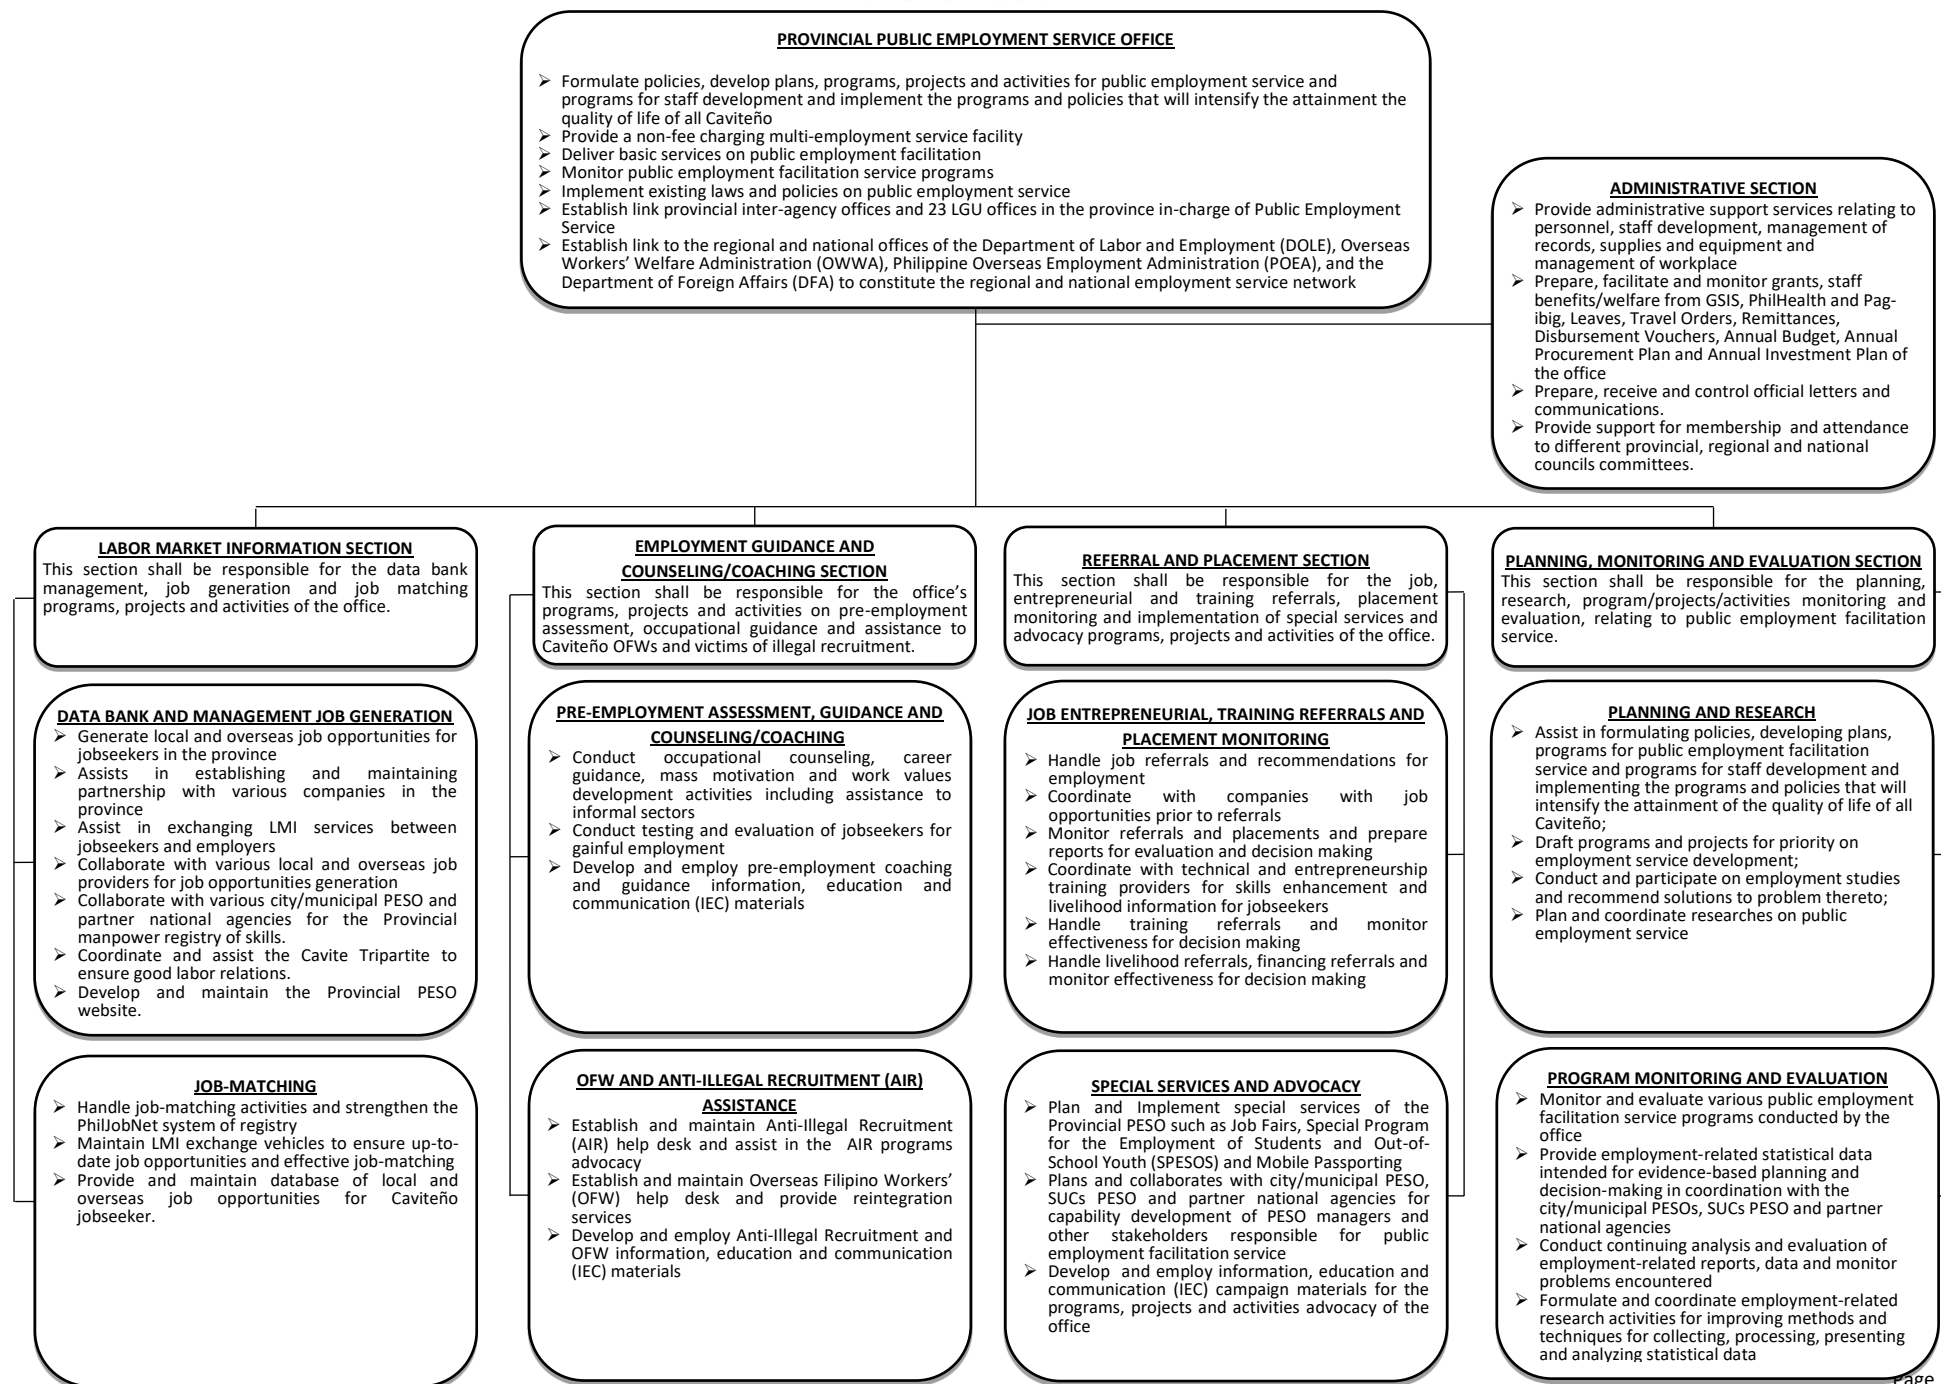 PROVINCIAL PUBLIC EMPLOYMENT SERVICE OFFICE
➢ Formulate policies, develop plans, programs, projects and activities for public employment service and
programs for staff development and implement the programs and policies that will intensify the attainment the
quality of life of all Caviteño
➢ Provide a non-fee charging multi-employment service facility
➢ Deliver basic services on public employment facilitation
➢ Monitor public employment facilitation service programs
➢ Implement existing laws and policies on public employment service
➢ Establish link provincial inter-agency offices and 23 LGU offices in the province in-charge of Public Employment
Service
➢ Establish link to the regional and national offices of the Department of Labor and Employment (DOLE), Overseas
Workers’ Welfare Administration (OWWA), Philippine Overseas Employment Administration (POEA), and the
Department of Foreign Affairs (DFA) to constitute the regional and national employment service network
ADMINISTRATIVE SECTION
➢ Provide administrative support services relating to
personnel, staff development, management of
records, supplies and equipment and
management of workplace
➢ Prepare, facilitate and monitor grants, staff
benefits/welfare from GSIS, PhilHealth and Pag-
ibig, Leaves, Travel Orders, Remittances,
Disbursement Vouchers, Annual Budget, Annual
Procurement Plan and Annual Investment Plan of
the office
➢ Prepare, receive and control official letters and
communications.
➢ Provide support for membership and attendance
to different provincial, regional and national
councils committees.
LABOR MARKET INFORMATION SECTION
This section shall be responsible for the data bank
management, job generation and job matching
programs, projects and activities of the office.
EMPLOYMENT GUIDANCE AND
COUNSELING/COACHING SECTION
This section shall be responsible for the office’s
programs, projects and activities on pre-employment
assessment, occupational guidance and assistance to
Caviteño OFWs and victims of illegal recruitment.
REFERRAL AND PLACEMENT SECTION
This section shall be responsible for the job,
entrepreneurial and training referrals, placement
monitoring and implementation of special services and
advocacy programs, projects and activities of the office.
PLANNING, MONITORING AND EVALUATION SECTION
This section shall be responsible for the planning,
research, program/projects/activities monitoring and
evaluation, relating to public employment facilitation
service.
DATA BANK AND MANAGEMENT JOB GENERATION
➢ Generate local and overseas job opportunities for
jobseekers in the province
➢ Assists in establishing and maintaining
partnership with various companies in the
province
➢ Assist in exchanging LMI services between
jobseekers and employers
➢ Collaborate with various local and overseas job
providers for job opportunities generation
➢ Collaborate with various city/municipal PESO and
partner national agencies for the Provincial
manpower registry of skills.
➢ Coordinate and assist the Cavite Tripartite to
ensure good labor relations.
➢ Develop and maintain the Provincial PESO
website.
PRE-EMPLOYMENT ASSESSMENT, GUIDANCE AND
COUNSELING/COACHING
➢ Conduct occupational counseling, career
guidance, mass motivation and work values
development activities including assistance to
informal sectors
➢ Conduct testing and evaluation of jobseekers for
gainful employment
➢ Develop and employ pre-employment coaching
and guidance information, education and
communication (IEC) materials
JOB ENTREPRENEURIAL, TRAINING REFERRALS AND
PLACEMENT MONITORING
➢ Handle job referrals and recommendations for
employment
➢ Coordinate with companies with job
opportunities prior to referrals
➢ Monitor referrals and placements and prepare
reports for evaluation and decision making
➢ Coordinate with technical and entrepreneurship
training providers for skills enhancement and
livelihood information for jobseekers
➢ Handle training referrals and monitor
effectiveness for decision making
➢ Handle livelihood referrals, financing referrals and
monitor effectiveness for decision making
PLANNING AND RESEARCH
➢ Assist in formulating policies, developing plans,
programs for public employment facilitation
service and programs for staff development and
implementing the programs and policies that will
intensify the attainment of the quality of life of all
Caviteño;
➢ Draft programs and projects for priority on
employment service development;
➢ Conduct and participate on employment studies
and recommend solutions to problem thereto;
➢ Plan and coordinate researches on public
employment service
JOB-MATCHING
➢ Handle job-matching activities and strengthen the
PhilJobNet system of registry
➢ Maintain LMI exchange vehicles to ensure up-to-
date job opportunities and effective job-matching
➢ Provide and maintain database of local and
overseas job opportunities for Caviteño
jobseeker.
OFW AND ANTI-ILLEGAL RECRUITMENT (AIR)
ASSISTANCE
➢ Establish and maintain Anti-Illegal Recruitment
(AIR) help desk and assist in the AIR programs
advocacy
➢ Establish and maintain Overseas Filipino Workers’
(OFW) help desk and provide reintegration
services
➢ Develop and employ Anti-Illegal Recruitment and
OFW information, education and communication
(IEC) materials
SPECIAL SERVICES AND ADVOCACY
➢ Plan and Implement special services of the
Provincial PESO such as Job Fairs, Special Program
for the Employment of Students and Out-of-
School Youth (SPESOS) and Mobile Passporting
➢ Plans and collaborates with city/municipal PESO,
SUCs PESO and partner national agencies for
capability development of PESO managers and
other stakeholders responsible for public
employment facilitation service
➢ Develop and employ information, education and
communication (IEC) campaign materials for the
programs, projects and activities advocacy of the
office
PROGRAM MONITORING AND EVALUATION
➢ Monitor and evaluate various public employment
facilitation service programs conducted by the
office
➢ Provide employment-related statistical data
intended for evidence-based planning and
decision-making in coordination with the
city/municipal PESOs, SUCs PESO and partner
national agencies
➢ Conduct continuing analysis and evaluation of
employment-related reports, data and monitor
problems encountered
➢ Formulate and coordinate employment-related
research activities for improving methods and
techniques for collecting, processing, presenting
and analyzing statistical data
Page